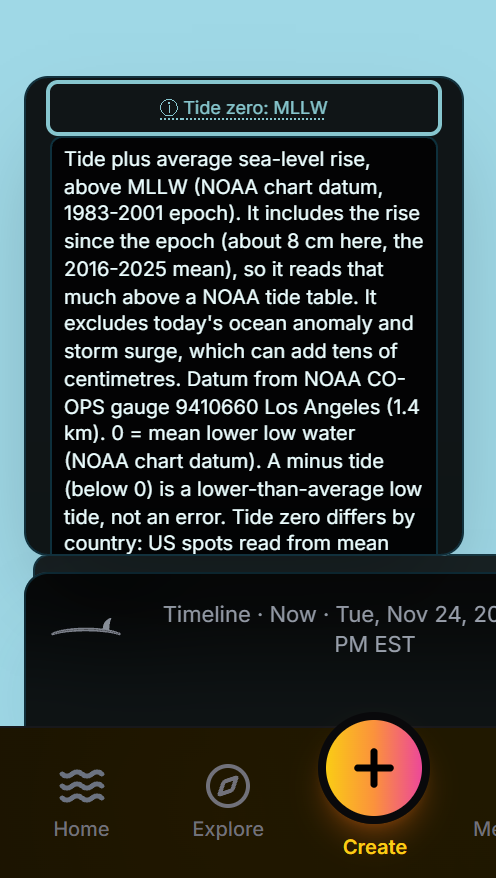 ⓘ Tide zero: MLLW
Tide plus average sea-level rise,
above MLLW (NOAA chart datum,
1983-2001 epoch). It includes the rise
since the epoch (about 8 cm here, the
2016-2025 mean), so it reads that
much above a NOAA tide table. It
excludes today's ocean anomaly and
storm surge, which can add tens of
centimetres. Datum from NOAA CO-
OPS gauge 9410660 Los Angeles (1.4
km). 0 = mean lower low water
(NOAA chart datum). A minus tide
(below 0) is a lower-than-average low
tide, not an error. Tide zero differs by
country: US spots read from mean
Timeline · Now · Tue, Nov 24, 20
PM EST
Home
Explore
Create